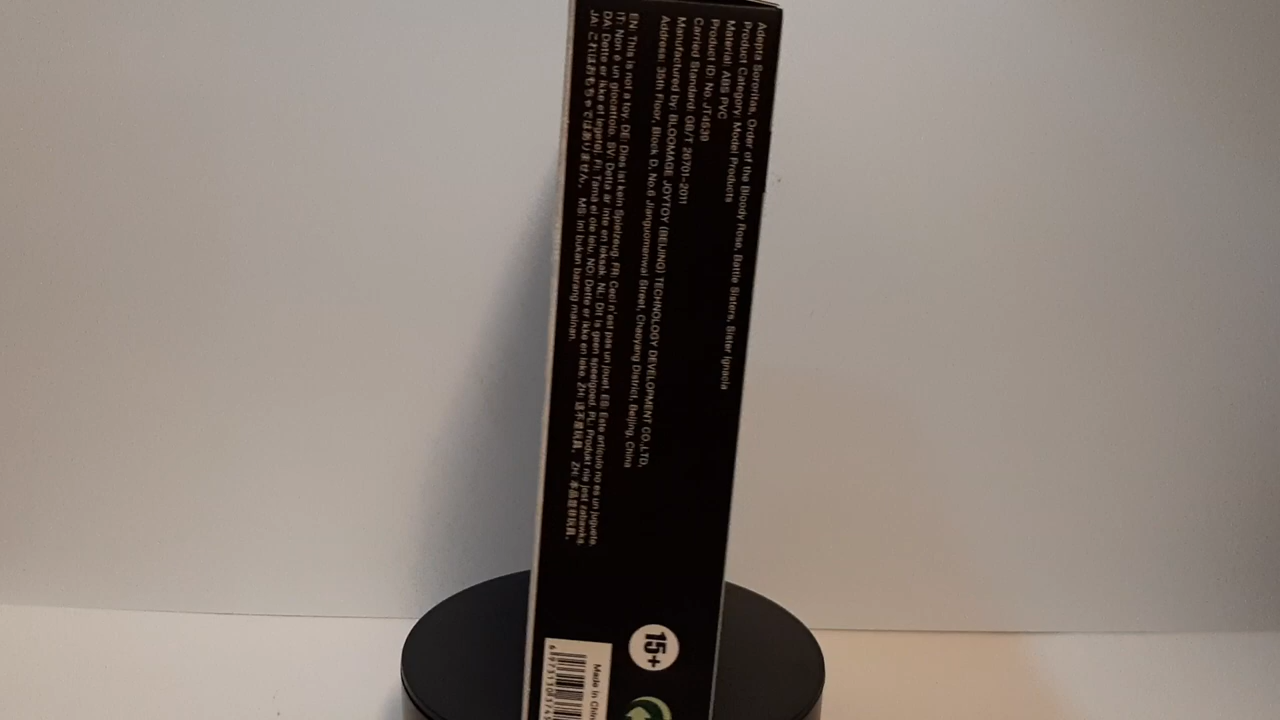 Adepta Sororitas, Order of the Bloody Rose, Battle Sisters, Sister Ignacia
Product Category: Model Products
Material: ABS PVC
Product ID: No.JT4530
Carried Standard: GB/T 26701-2011
Manufactured by: BLOOMAGE JOYTOY (BEIJING) TECHNOLOGY DEVELOPMENT CO.,LTD.
Address: 35th Floor, Block D, No.6 Jianguomenwai Street, Chaoyang District, Beijing, China
EN: This is not a toy. DE: Dies ist kein Spielzeug. FR: Ceci n'est pas un jouet. ES: Este artículo no es un juguete.
IT: Non è un giocattolo. SV: Detta är inte en leksak. NL: Dit is geen speelgoed. PL: Produkt nie jest zabawką.
DA: Dette er ikke et legetøj. FI: Tämä ei ole lelu. NO: Dette er ikke en leke. ZH: 这不是玩具。 ZH: 本品並非玩具。
JA: これはおもちゃではありません。 MS: Ini bukan barang mainan.
15+
Made in Chin